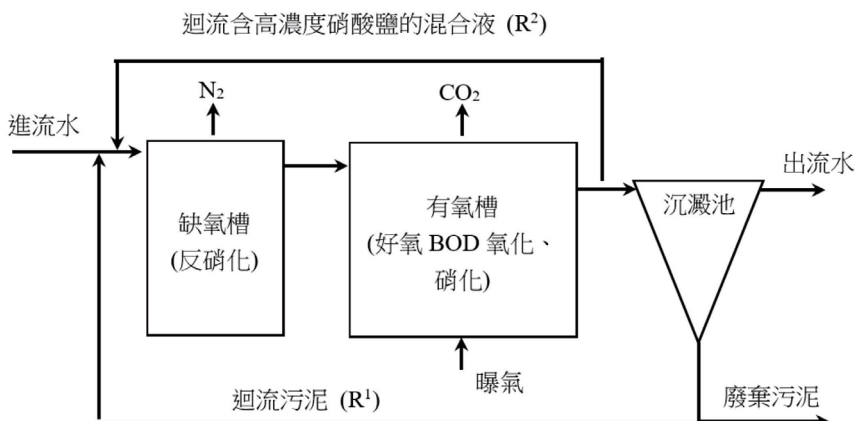 迴流含高濃度硝酸鹽的混合液 (R²)
N₂
CO₂
進流水
出流水
缺氧槽
(反硝化)
有氧槽
(好氧 BOD 氧化、
硝化)
沉澱池
曝氣
迴流污泥 (R¹)
廢棄污泥